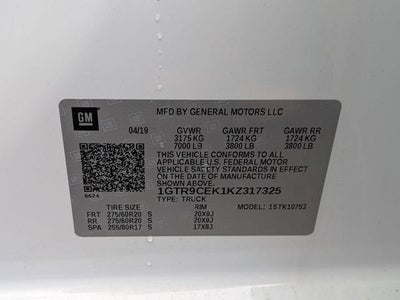 GM
MFD BY GENERAL MOTORS LLC
04/19 GVWR GAWR FRT GAWR RR
3175 KG 1724 KG 1724 KG
7000 LB 3800 LB 3800 LB
THIS VEHICLE CONFORMS TO ALL
APPLICABLE U.S. FEDERAL MOTOR
VEHICLE SAFETY STANDARDS IN
EFFECT ON THE DATE OF
MANUFACTURE SHOWN ABOVE.
1GTR9CEK1KZ317325
TYPE: TRUCK
B624
TIRE SIZE RIM MODEL: 15TK10753
FRT 275/60R20 S 20X9J
RR 275/60R20 S 20X9J
SPA 255/80R17 S 17X8J